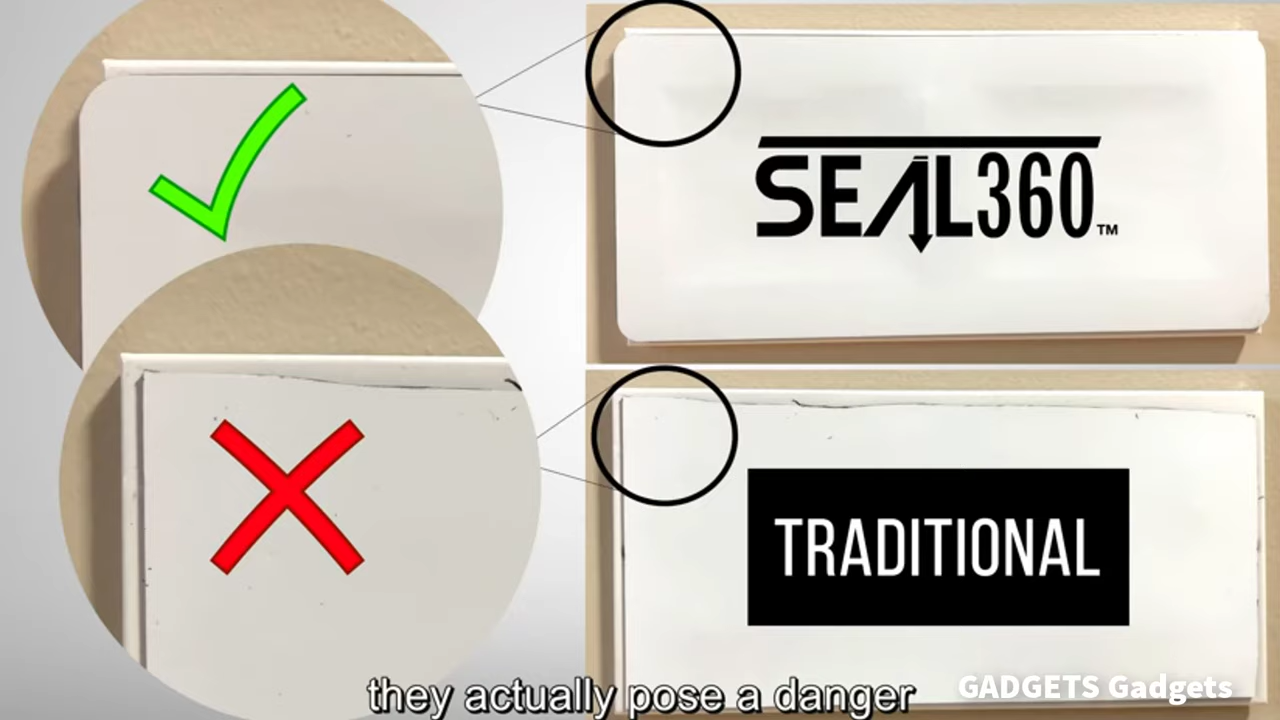 SEAL360™
TRADITIONAL
they actually pose a danger
GADGETS Gadgets